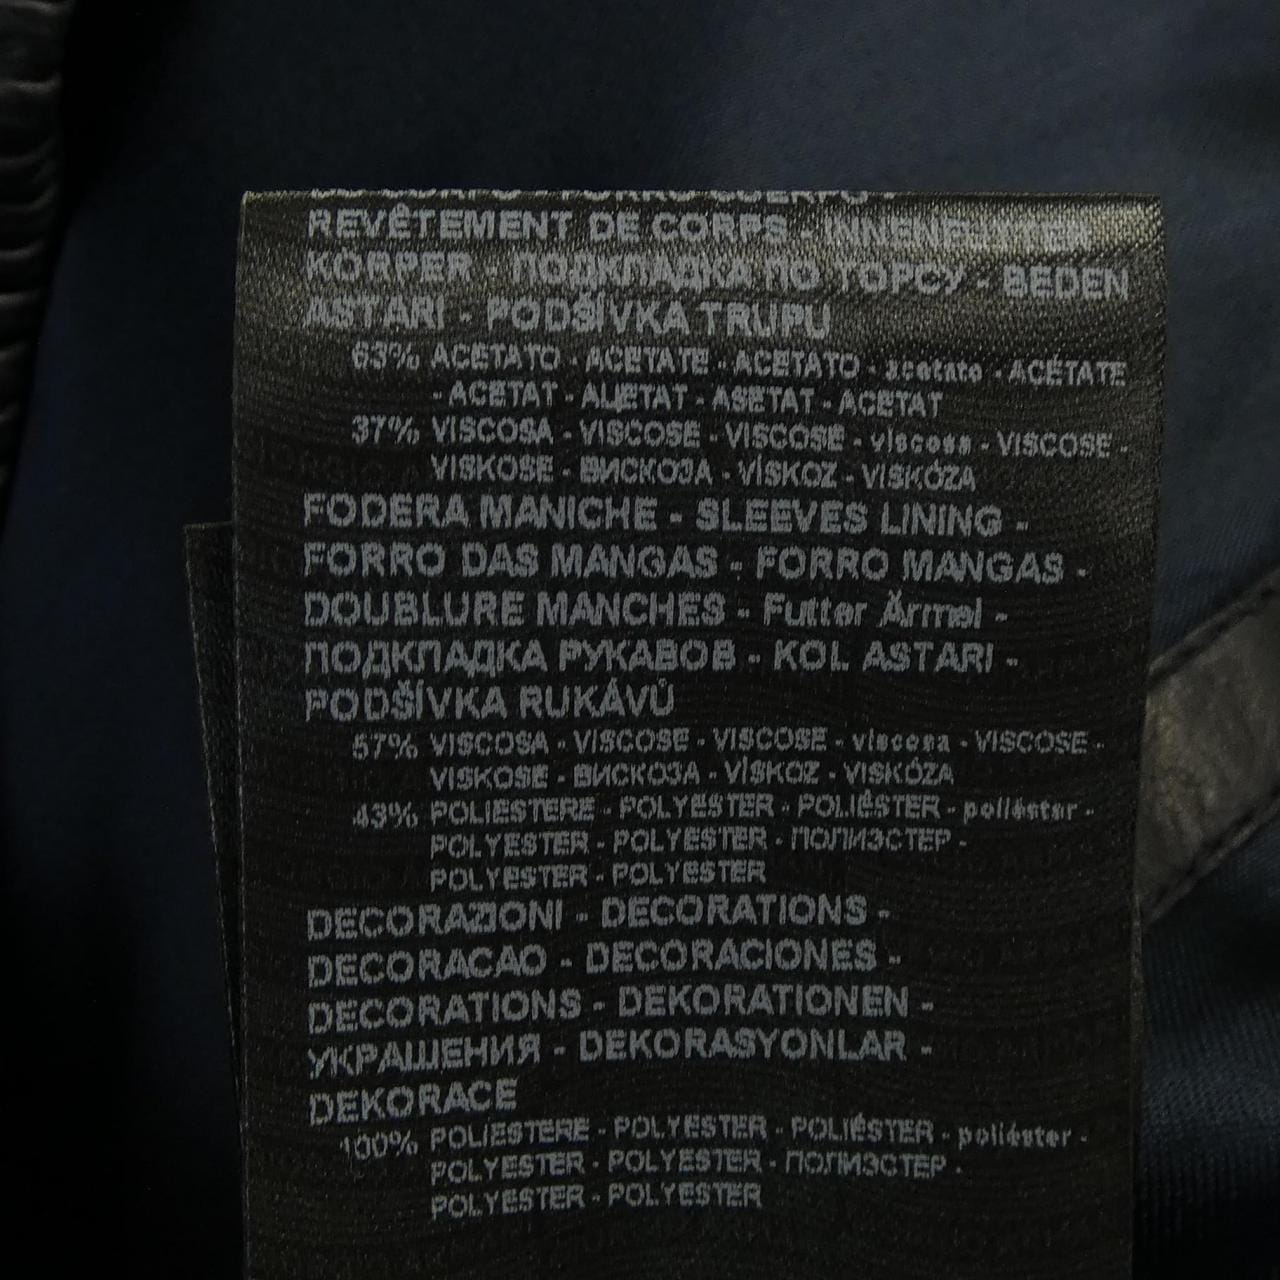 FORRO CUERPO -
REVÊTEMENT DE CORPS - INNENFUTTER
KÖRPER - ПОДКЛАДКА ПО ТОРСУ - BEDEN
ASTARI - PODŠÍVKA TRUPU
63% ACETATO - ACETATE - ACETATO - acetato - ACÉTATE
- ACETAT - АЦЕТАТ - ASETAT - ACETAT
37% VISCOSA - VISCOSE - VISCOSE - viscosa - VISCOSE -
VISKOSE - ВИСКОЗА - VİSKOZ - VISKÓZA
FODERA MANICHE - SLEEVES LINING -
FORRO DAS MANGAS - FORRO MANGAS -
DOUBLURE MANCHES - Futter Ärmel -
ПОДКЛАДКА РУКАВОВ - KOL ASTARI -
PODŠÍVKA RUKÁVŮ
57% VISCOSA - VISCOSE - VISCOSE - viscosa - VISCOSE -
VISKOSE - ВИСКОЗА - VİSKOZ - VISKÓZA
43% POLIESTERE - POLYESTER - POLIÉSTER - poliéster -
POLYESTER - POLYESTER - ПОЛИЭСТЕР -
POLYESTER - POLYESTER
DECORAZIONI - DECORATIONS -
DECORACAO - DECORACIONES -
DECORATIONS - DEKORATIONEN -
УКРАШЕНИЯ - DEKORASYONLAR -
DEKORACE
100% POLIESTERE - POLYESTER - POLIÉSTER - poliéster -
POLYESTER - POLYESTER - ПОЛИЭСТЕР -
POLYESTER - POLYESTER